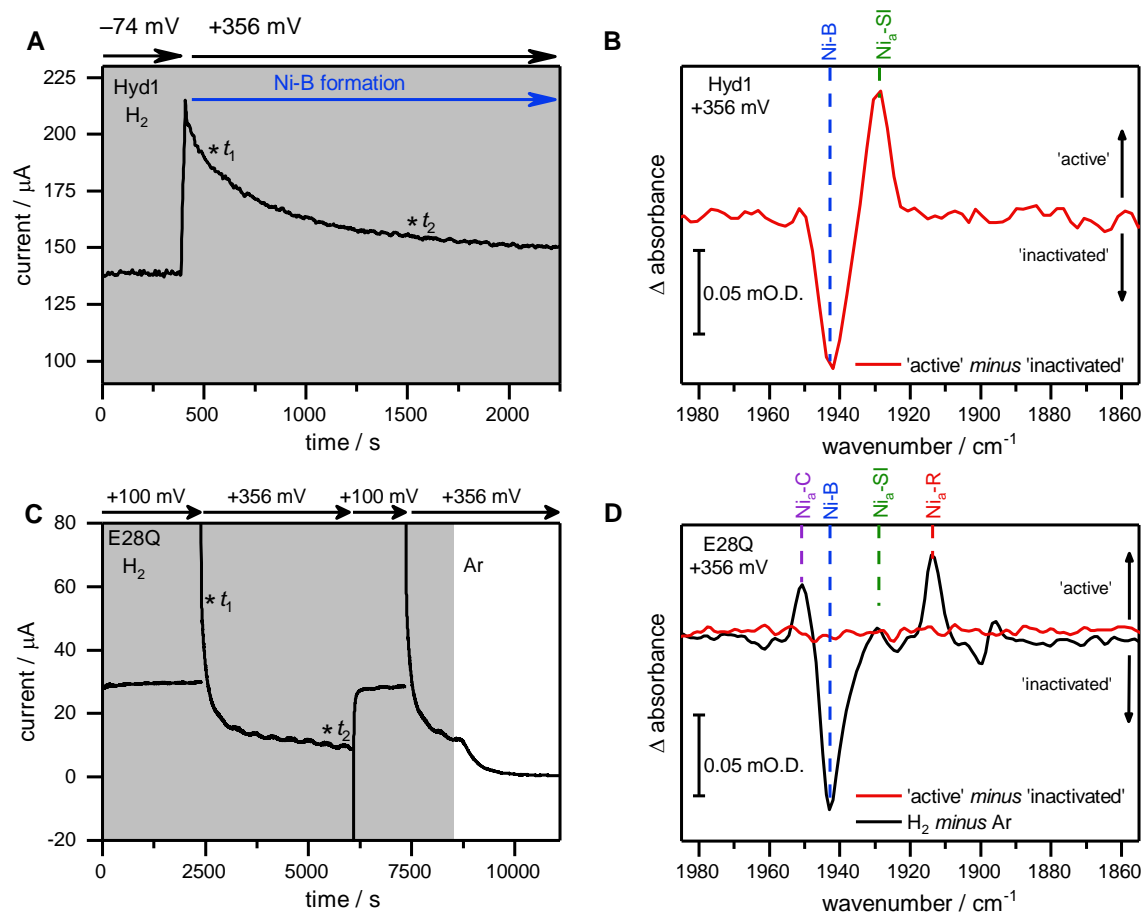 –74 mV
+356 mV
A
225
200
175
150
125
100
Hyd1
H2
Ni-B formation
* t1
* t2
current / µA
0
500
1000
1500
2000
time / s
B
Ni-B
Nia-SI
Hyd1
+356 mV
'active'
'inactivated'
0.05 mO.D.
'active' minus 'inactivated'
Δ absorbance
1980
1960
1940
1920
1900
1880
1860
wavenumber / cm-1
+100 mV
+356 mV
+100 mV
+356 mV
C
80
60
40
20
0
-20
E28Q
H2
Ar
* t1
* t2
current / µA
0
2500
5000
7500
10000
time / s
D
Nia-C
Ni-B
Nia-SI
Nia-R
E28Q
+356 mV
'active'
'inactivated'
0.05 mO.D.
'active' minus 'inactivated'
H2 minus Ar
Δ absorbance
1980
1960
1940
1920
1900
1880
1860
wavenumber / cm-1